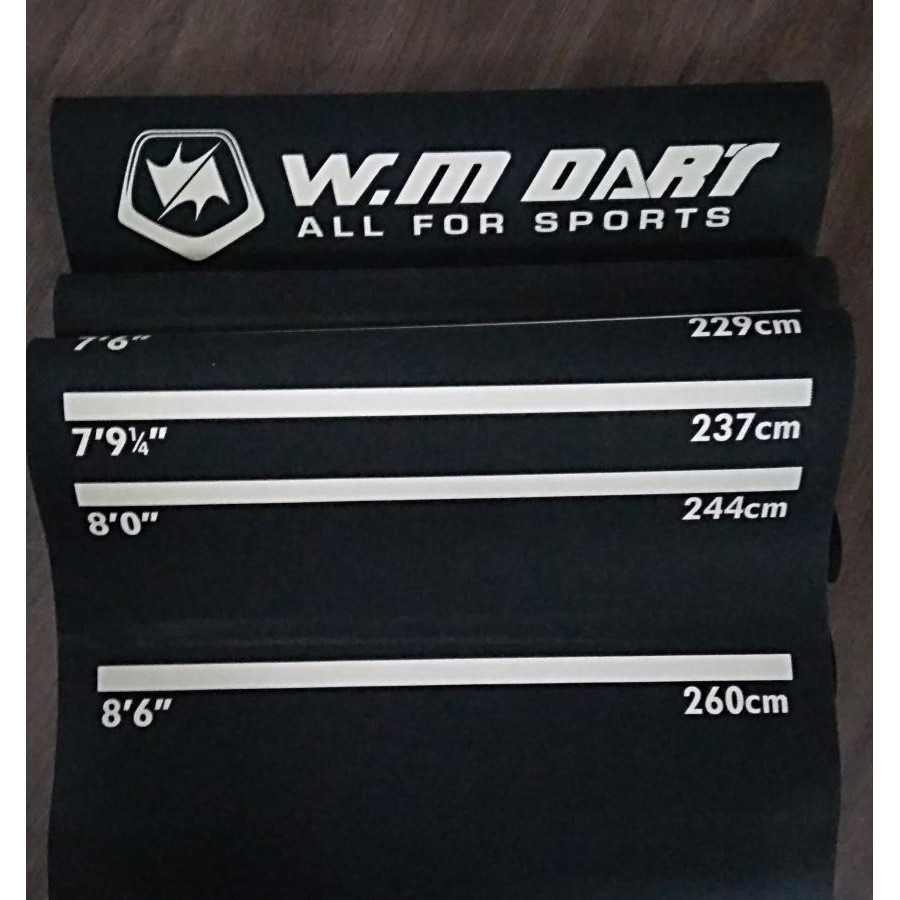 W.M DART
ALL FOR SPORTS
7'6" 229cm
7'9¼" 237cm
8'0" 244cm
8'6" 260cm